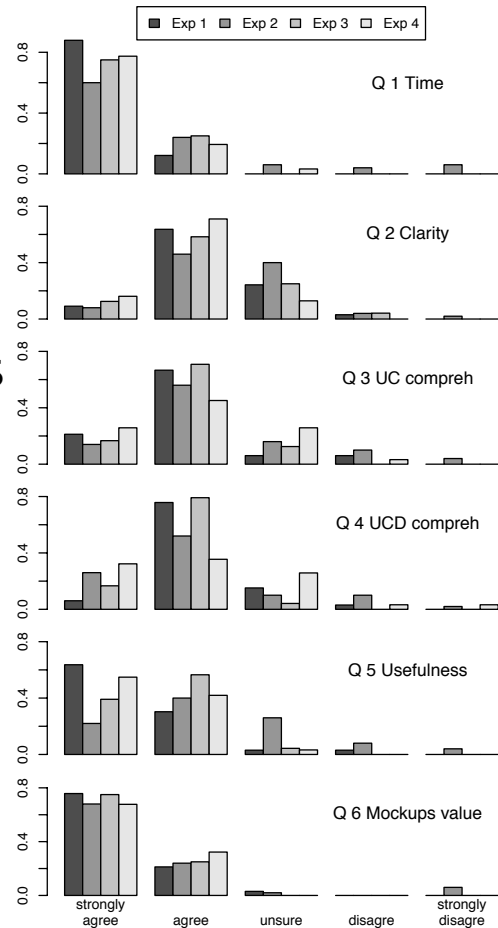 Exp 1 Exp 2 Exp 3 Exp 4
Q 1 Time
0.0 0.4 0.8
Q 2 Clarity
0.0 0.4 0.8
Q 3 UC compreh
0.0 0.4 0.8
Q 4 UCD compreh
0.0 0.4 0.8
Q 5 Usefulness
0.0 0.4 0.8
Q 6 Mockups value
0.0 0.4 0.8
strongly agree unsure disagre strongly
agree disagre